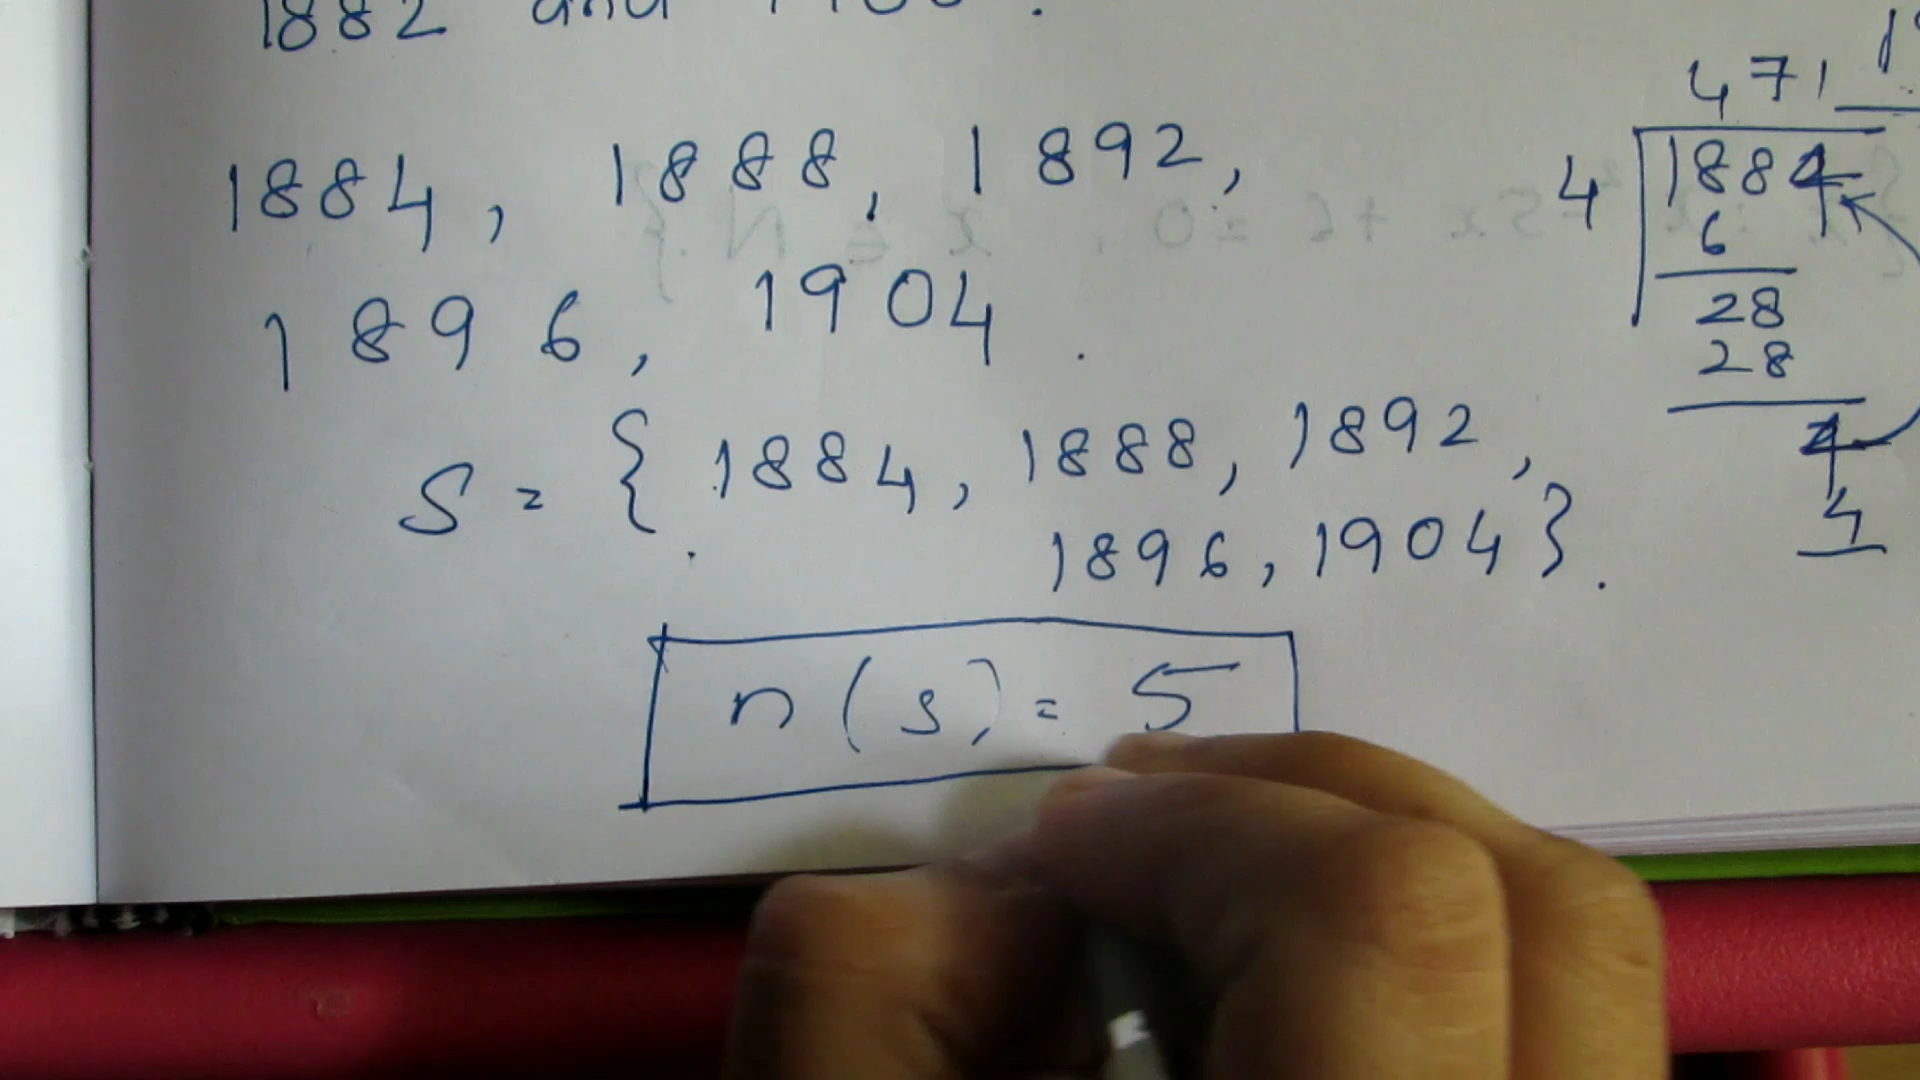 1882 and
1884, 1888, 1892,
1896, 1904.
S = { 1884, 1888, 1892,
1896, 1904}.
n(s) = 5
471
4 1884
6
28
28
4
4